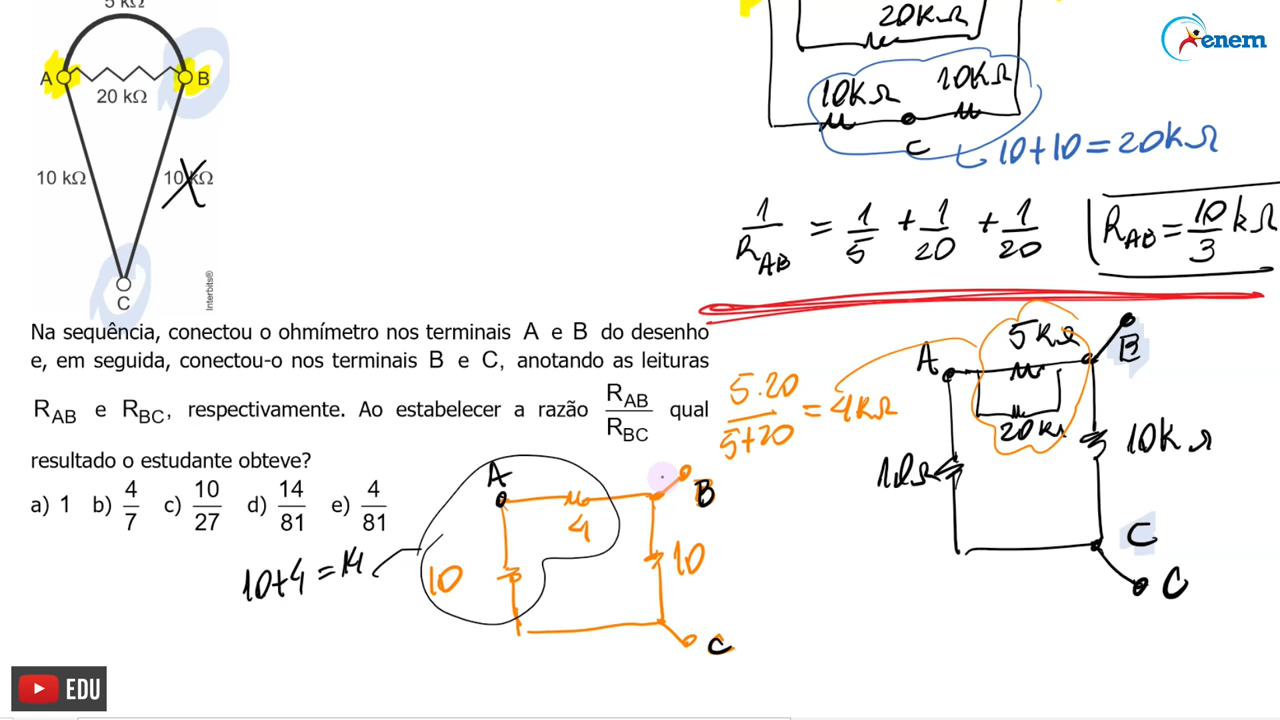 5 kΩ
A
B
20 kΩ
10 kΩ
10 kΩ
C
Interbits®
20KΩ
10KΩ
10KΩ
C
10+10=20KΩ
enem
1/R_AB = 1/5 + 1/20 + 1/20
R_AB = 10/3 kΩ
Na sequência, conectou o ohmímetro nos terminais A e B do desenho
e, em seguida, conectou-o nos terminais B e C, anotando as leituras
R_AB e R_BC, respectivamente. Ao estabelecer a razão R_AB/R_BC qual
resultado o estudante obteve?
a) 1 b) 4/7 c) 10/27 d) 14/81 e) 4/81
5.20/5+20 = 4KΩ
A
5KΩ
B
20KΩ
10KΩ
C
C
A
B
4
10
10
C
10+4=14
EDU